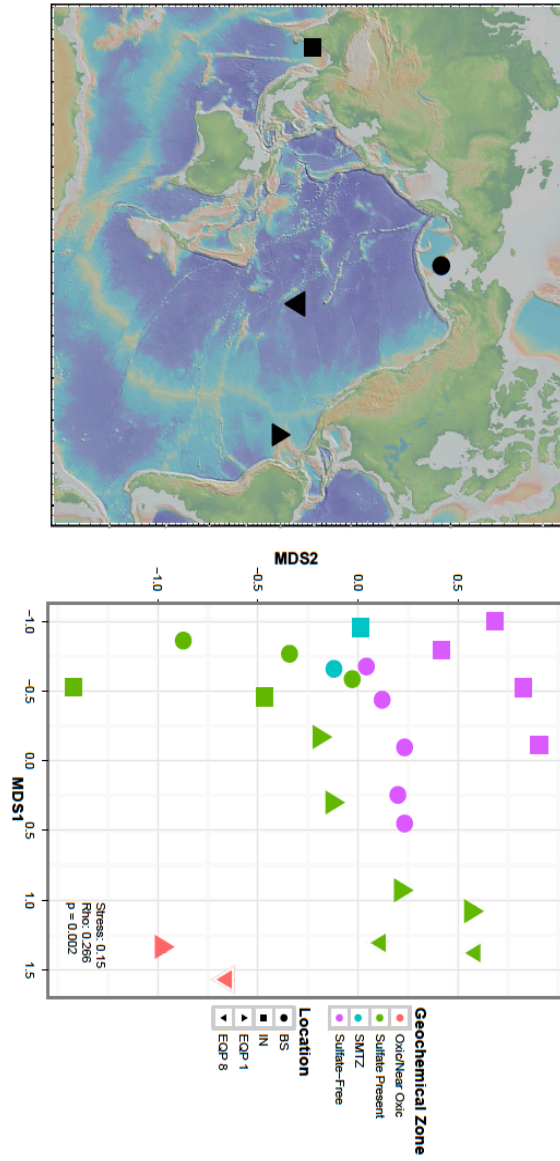 MDS2
-1.0
-0.5
0.0
0.5
-1.0
-0.5
0.0
0.5
1.0
1.5
MDS1
Stress: 0.15
Rho: 0.266
p = 0.002
Geochemical Zone
Oxic/Near Oxic
Sulfate Present
SMTZ
Sulfate-Free
Location
BS
IN
EQP 1
EQP 8